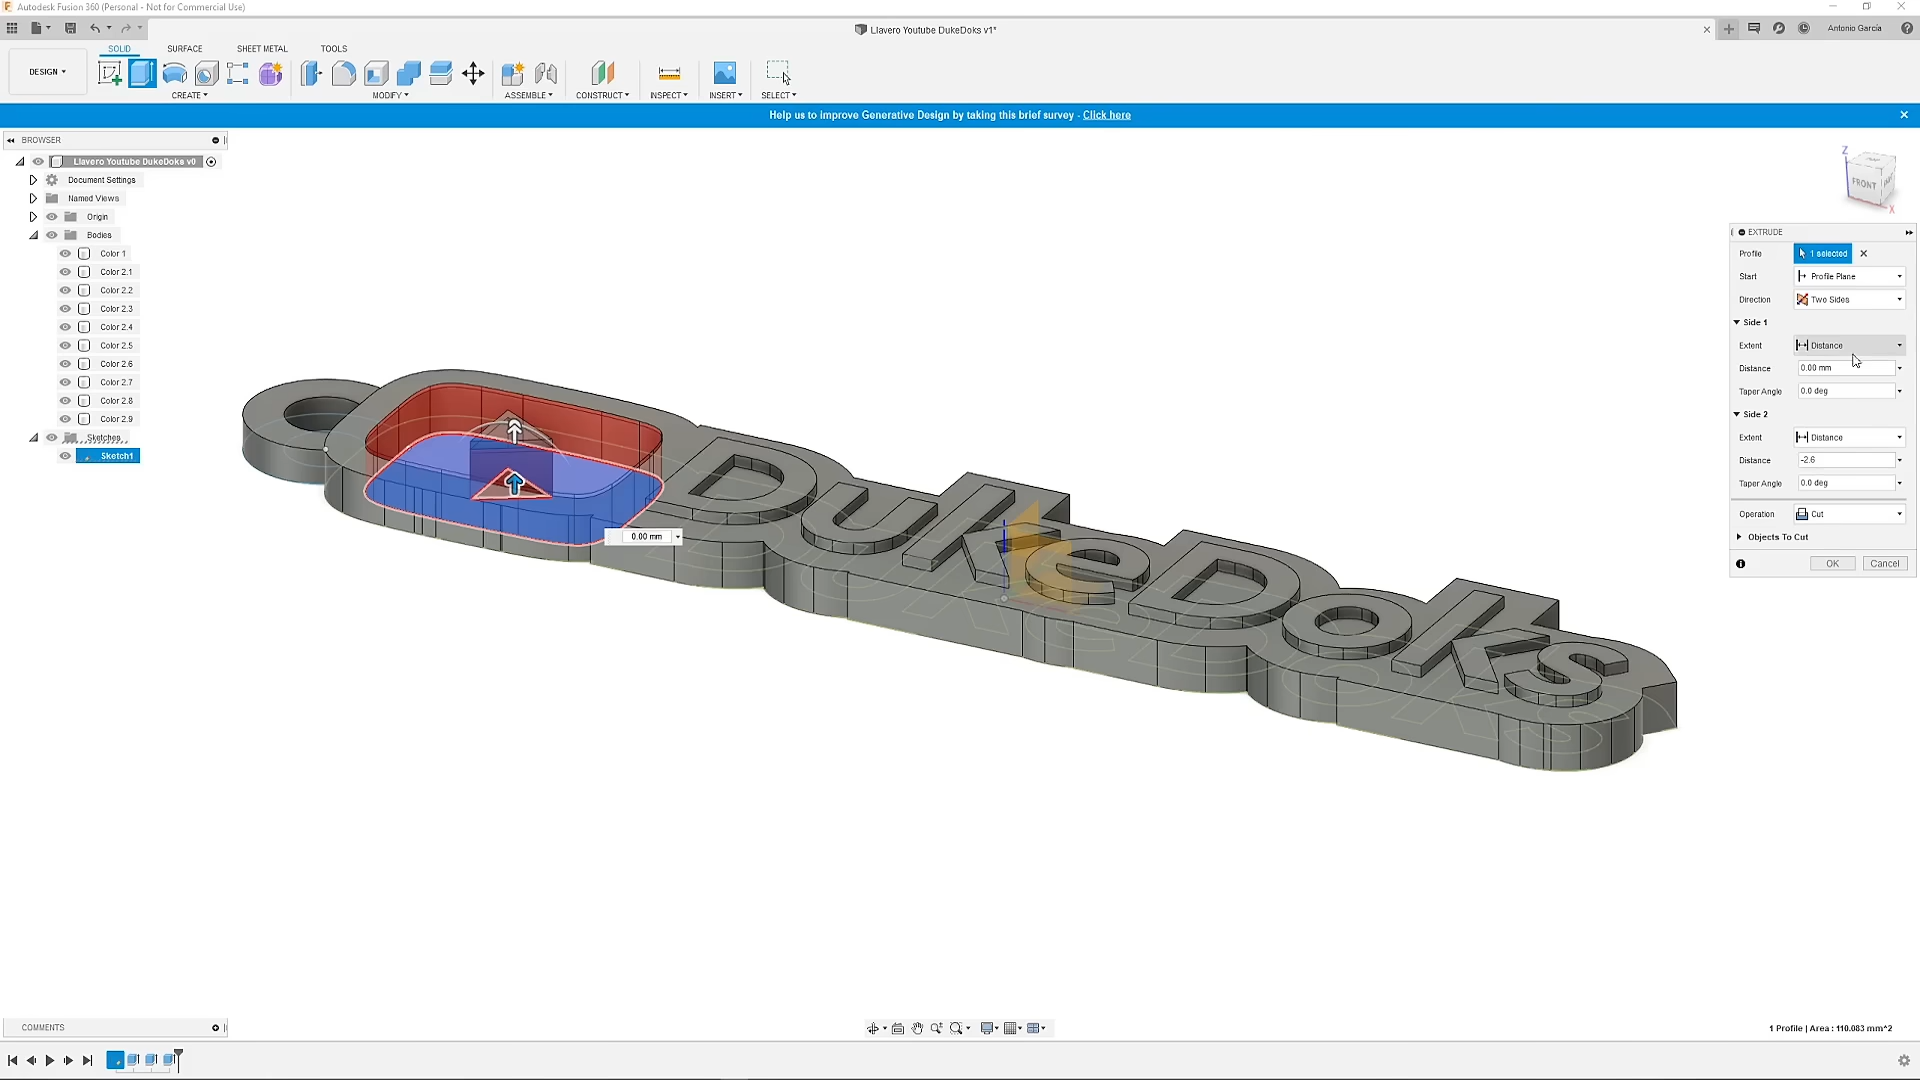 Autodesk Fusion 360 (Personal - Not for Commercial Use)
Llavero Youtube DukeDoks v1*
Antonio García
DESIGN
SOLID
SURFACE
SHEET METAL
TOOLS
CREATE
MODIFY
ASSEMBLE
CONSTRUCT
INSPECT
INSERT
SELECT
Help us to improve Generative Design by taking this brief survey - Click here
BROWSER
Llavero Youtube DukeDoks v0
Document Settings
Named Views
Origin
Bodies
Color 1
Color 2.1
Color 2.2
Color 2.3
Color 2.4
Color 2.5
Color 2.6
Color 2.7
Color 2.8
Color 2.9
Sketches
Sketch1
DukeDoks
0.00 mm
Z
FRONT
X
EXTRUDE
Profile 1 selected
Start Profile Plane
Direction Two Sides
Side 1
Extent Distance
Distance 0.00 mm
Taper Angle 0.0 deg
Side 2
Extent Distance
Distance -2.6
Taper Angle 0.0 deg
Operation Cut
Objects To Cut
OK Cancel
COMMENTS
1 Profile | Area : 110.083 mm^2